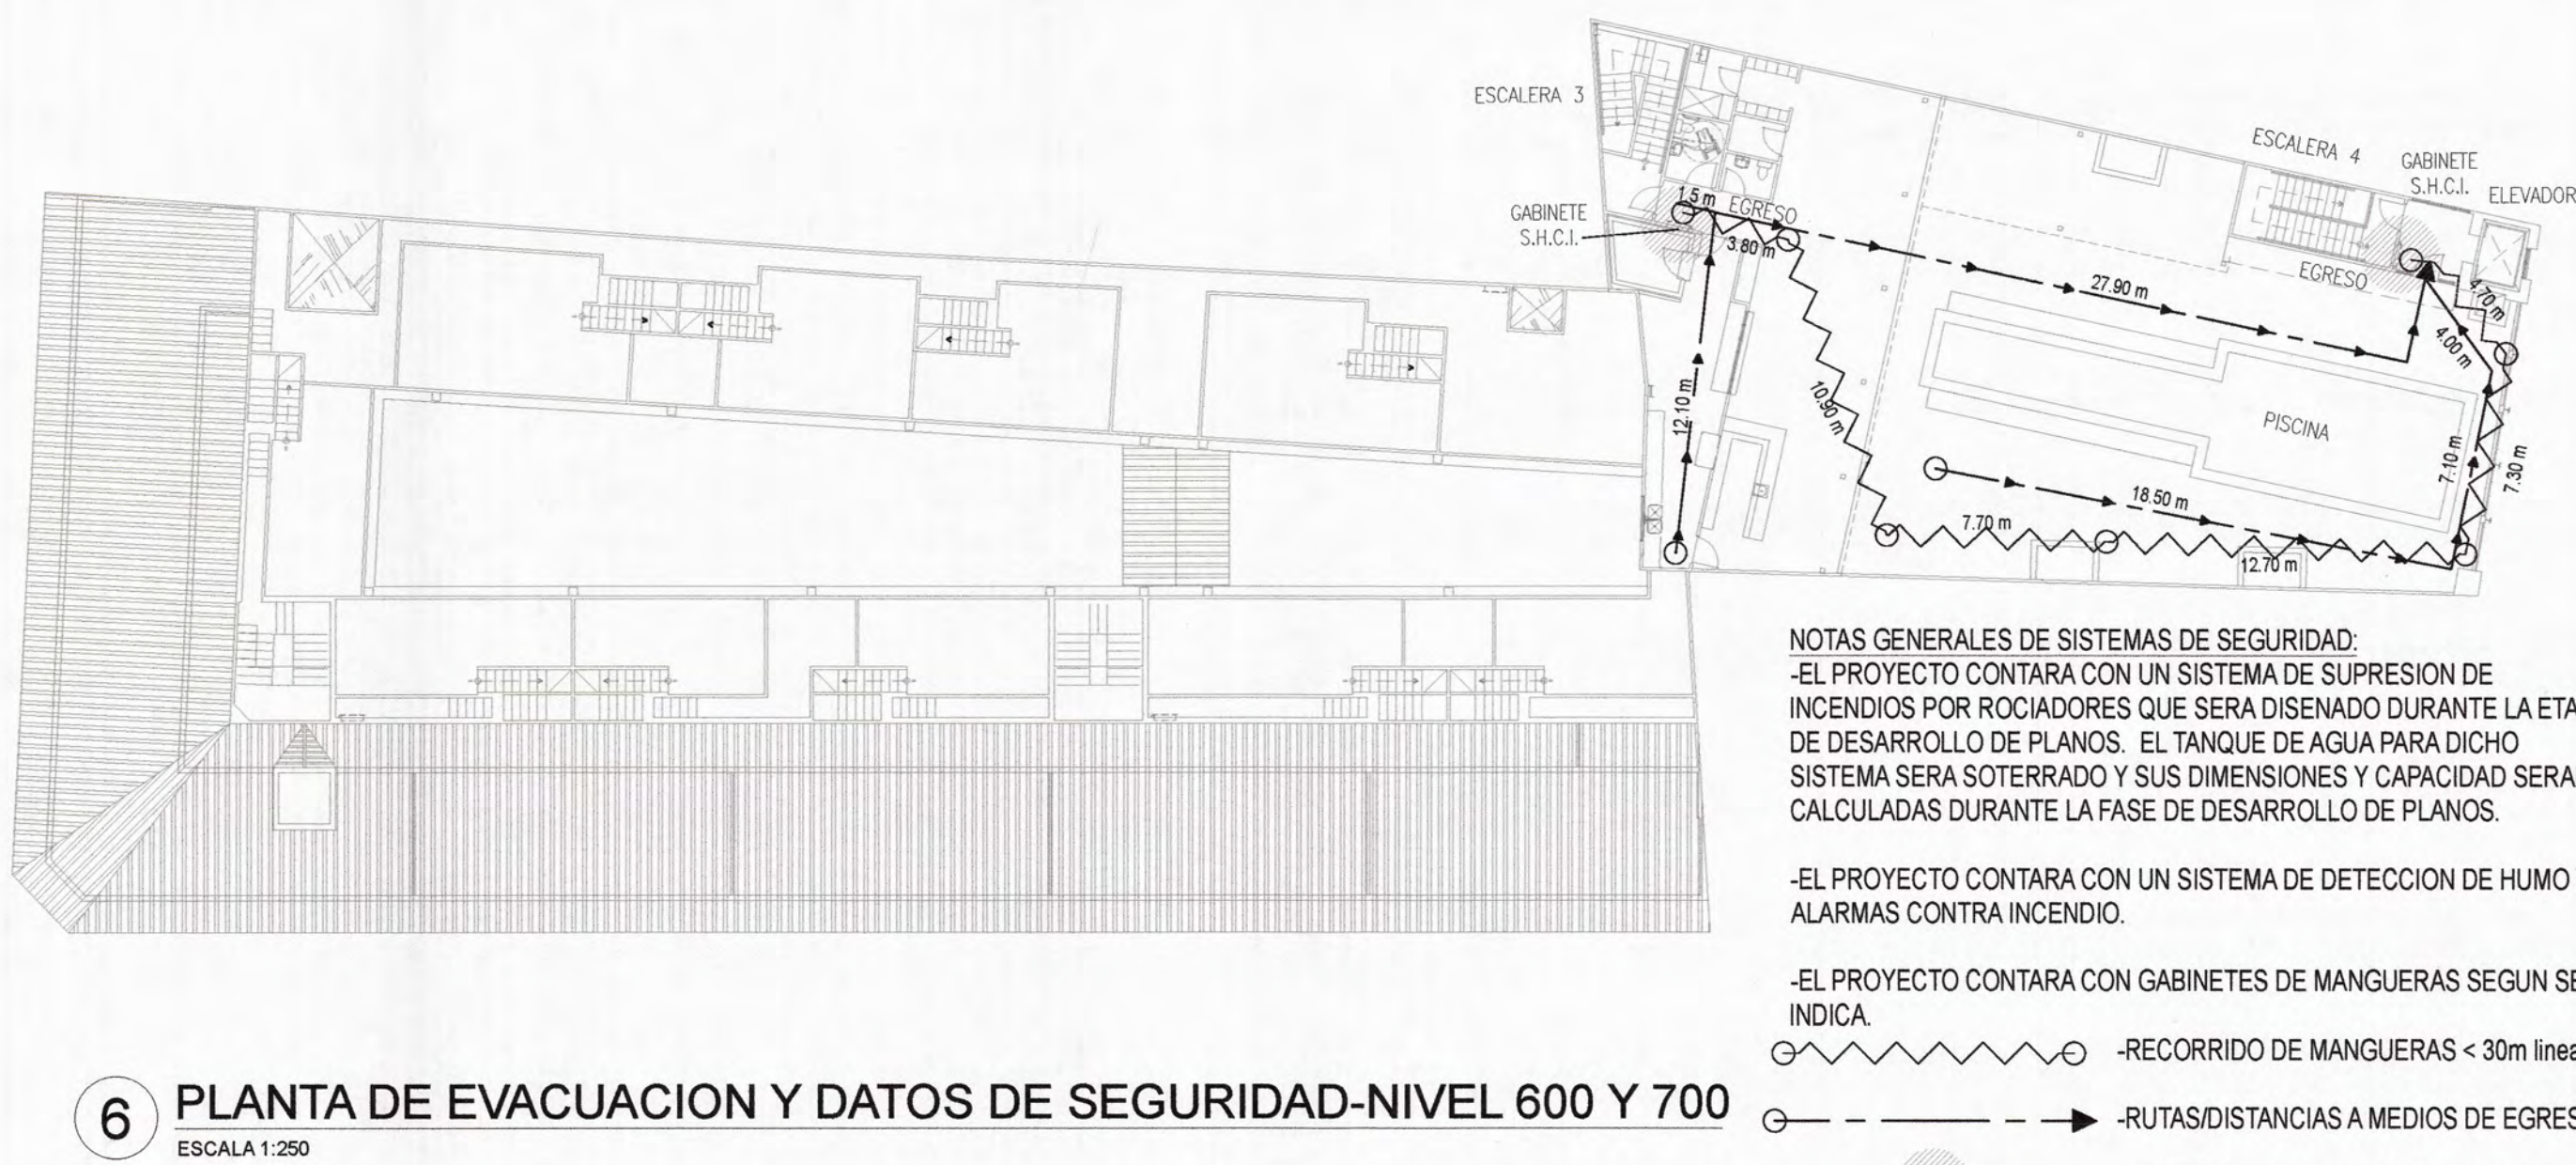 ESCALERA 3
ESCALERA 4
GABINETE
S.H.C.I.
ELEVADOR
GABINETE
S.H.C.I.
1.5 m
EGRESO
3.80 m
27.90 m
EGRESO
4.70 m
4.00 m
12.10 m
10.90 m
PISCINA
7.10 m
7.30 m
18.50 m
7.70 m
12.70 m
NOTAS GENERALES DE SISTEMAS DE SEGURIDAD:
-EL PROYECTO CONTARA CON UN SISTEMA DE SUPRESION DE
INCENDIOS POR ROCIADORES QUE SERA DISENADO DURANTE LA ETA
DE DESARROLLO DE PLANOS. EL TANQUE DE AGUA PARA DICHO
SISTEMA SERA SOTERRADO Y SUS DIMENSIONES Y CAPACIDAD SERA
CALCULADAS DURANTE LA FASE DE DESARROLLO DE PLANOS.
-EL PROYECTO CONTARA CON UN SISTEMA DE DETECCION DE HUMO
ALARMAS CONTRA INCENDIO.
-EL PROYECTO CONTARA CON GABINETES DE MANGUERAS SEGUN SE
INDICA.
-RECORRIDO DE MANGUERAS < 30m linea
-RUTAS/DISTANCIAS A MEDIOS DE EGRES
6 PLANTA DE EVACUACION Y DATOS DE SEGURIDAD-NIVEL 600 Y 700
ESCALA 1:250